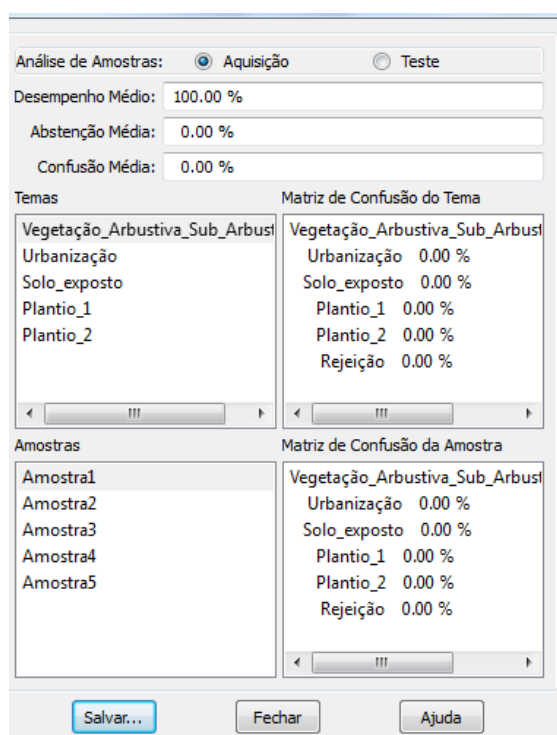 Análise de Amostras: Aquisição Teste
Desempenho Médio: 100.00 %
Abstenção Média: 0.00 %
Confusão Média: 0.00 %
Temas Matriz de Confusão do Tema
Vegetação_Arbustiva_Sub_Arbust Vegetação_Arbustiva_Sub_Arbust
Urbanização Urbanização 0.00 %
Solo_exposto Solo_exposto 0.00 %
Plantio_1 Plantio_1 0.00 %
Plantio_2 Plantio_2 0.00 %
Rejeição 0.00 %
Amostras Matriz de Confusão da Amostra
Amostra1 Vegetação_Arbustiva_Sub_Arbust
Amostra2 Urbanização 0.00 %
Amostra3 Solo_exposto 0.00 %
Amostra4 Plantio_1 0.00 %
Amostra5 Plantio_2 0.00 %
Rejeição 0.00 %
Salvar... Fechar Ajuda